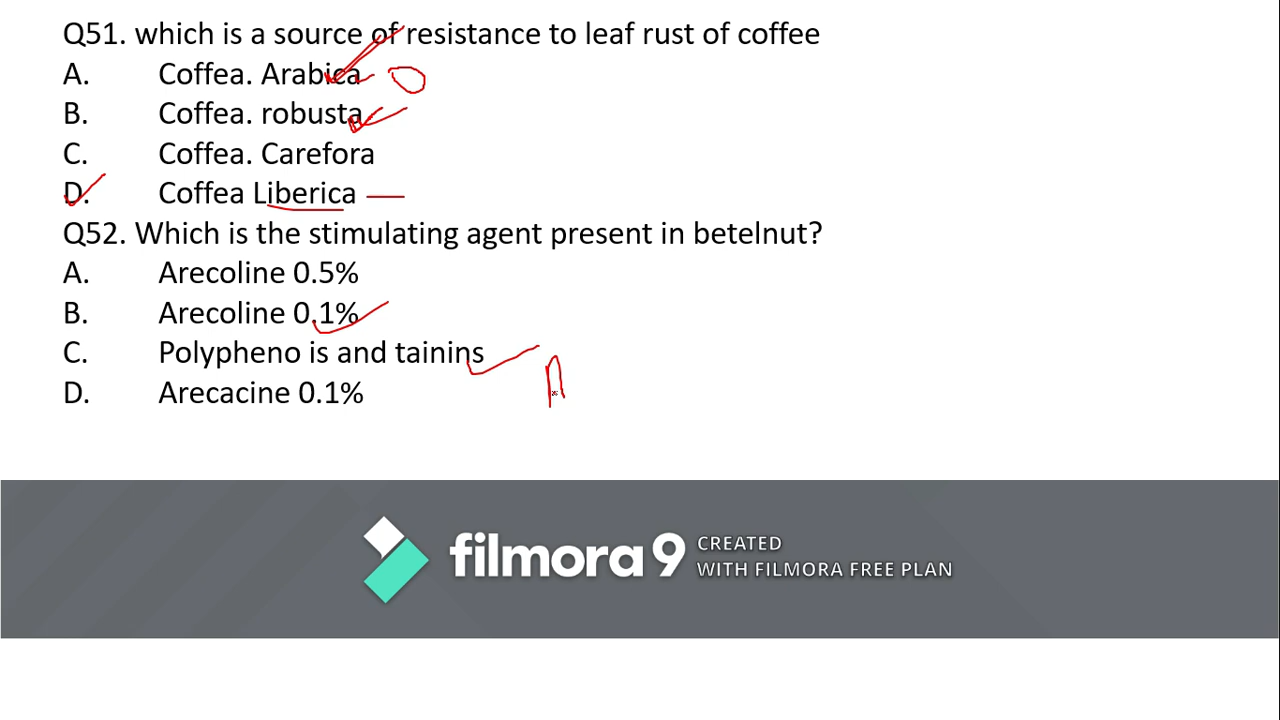 Q51. which is a source of resistance to leaf rust of coffee
A. Coffea. Arabica
B. Coffea. robusta
C. Coffea. Carefora
D. Coffea Liberica
Q52. Which is the stimulating agent present in betelnut?
A. Arecoline 0.5%
B. Arecoline 0.1%
C. Polypheno is and tainins
D. Arecacine 0.1%
filmora 9 CREATED
WITH FILMORA FREE PLAN